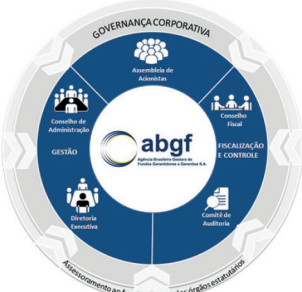 GOVERNANÇA CORPORATIVA
Assembleia de
Acionistas
Conselho de
Administração
Conselho
Fiscal
GESTÃO
FISCALIZAÇÃO
E CONTROLE
abgf
Agência Brasileira Gestora de
Fundos Garantidores e Garantias S.A.
Diretoria
Executiva
Comitê de
Auditoria
Assessoramento ao
órgãos estatutários